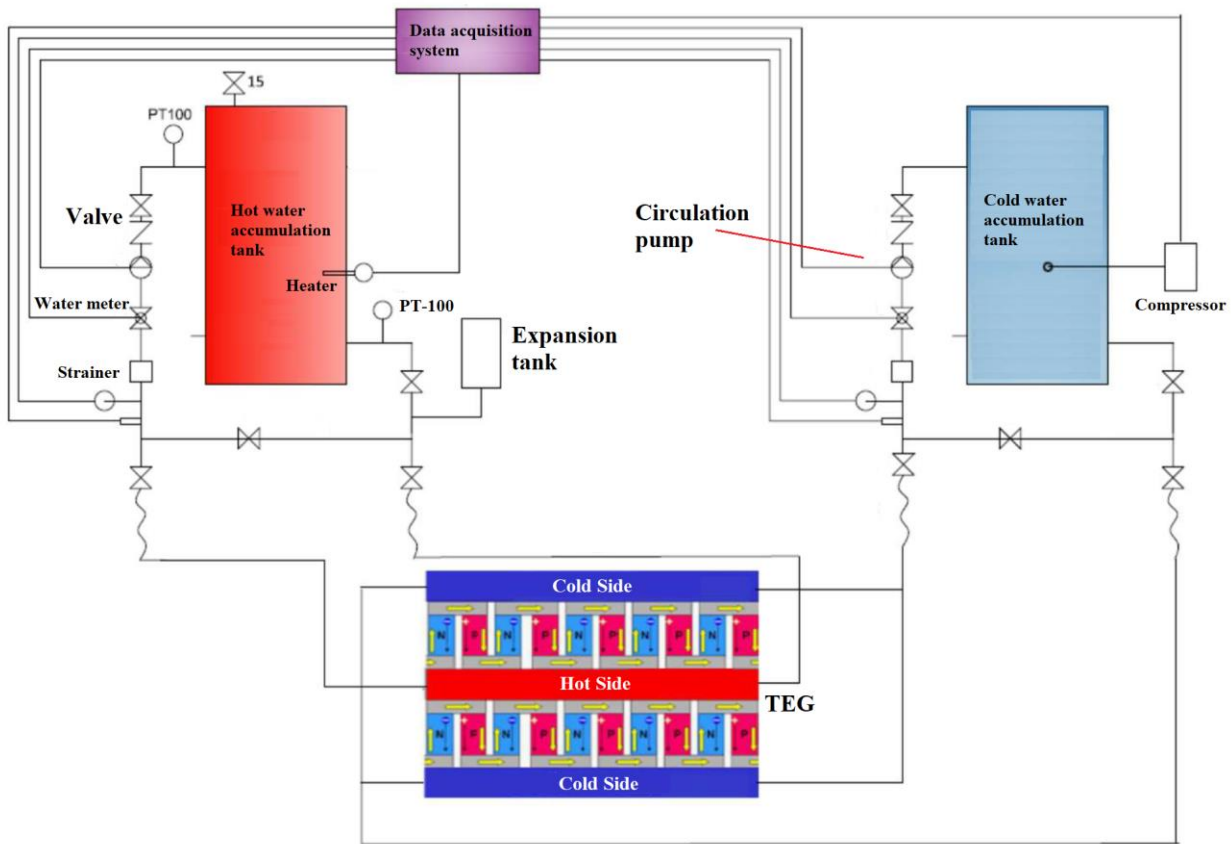 Data acquisition
system
15
PT100
Valve
Hot water
accumulation
tank
Heater
Water meter
PT-100
Strainer
Expansion
tank
Circulation
pump
Cold water
accumulation
tank
Compressor
Cold Side
N P N P N P N P N P
Hot Side
TEG
N P N P N P N P N P
Cold Side